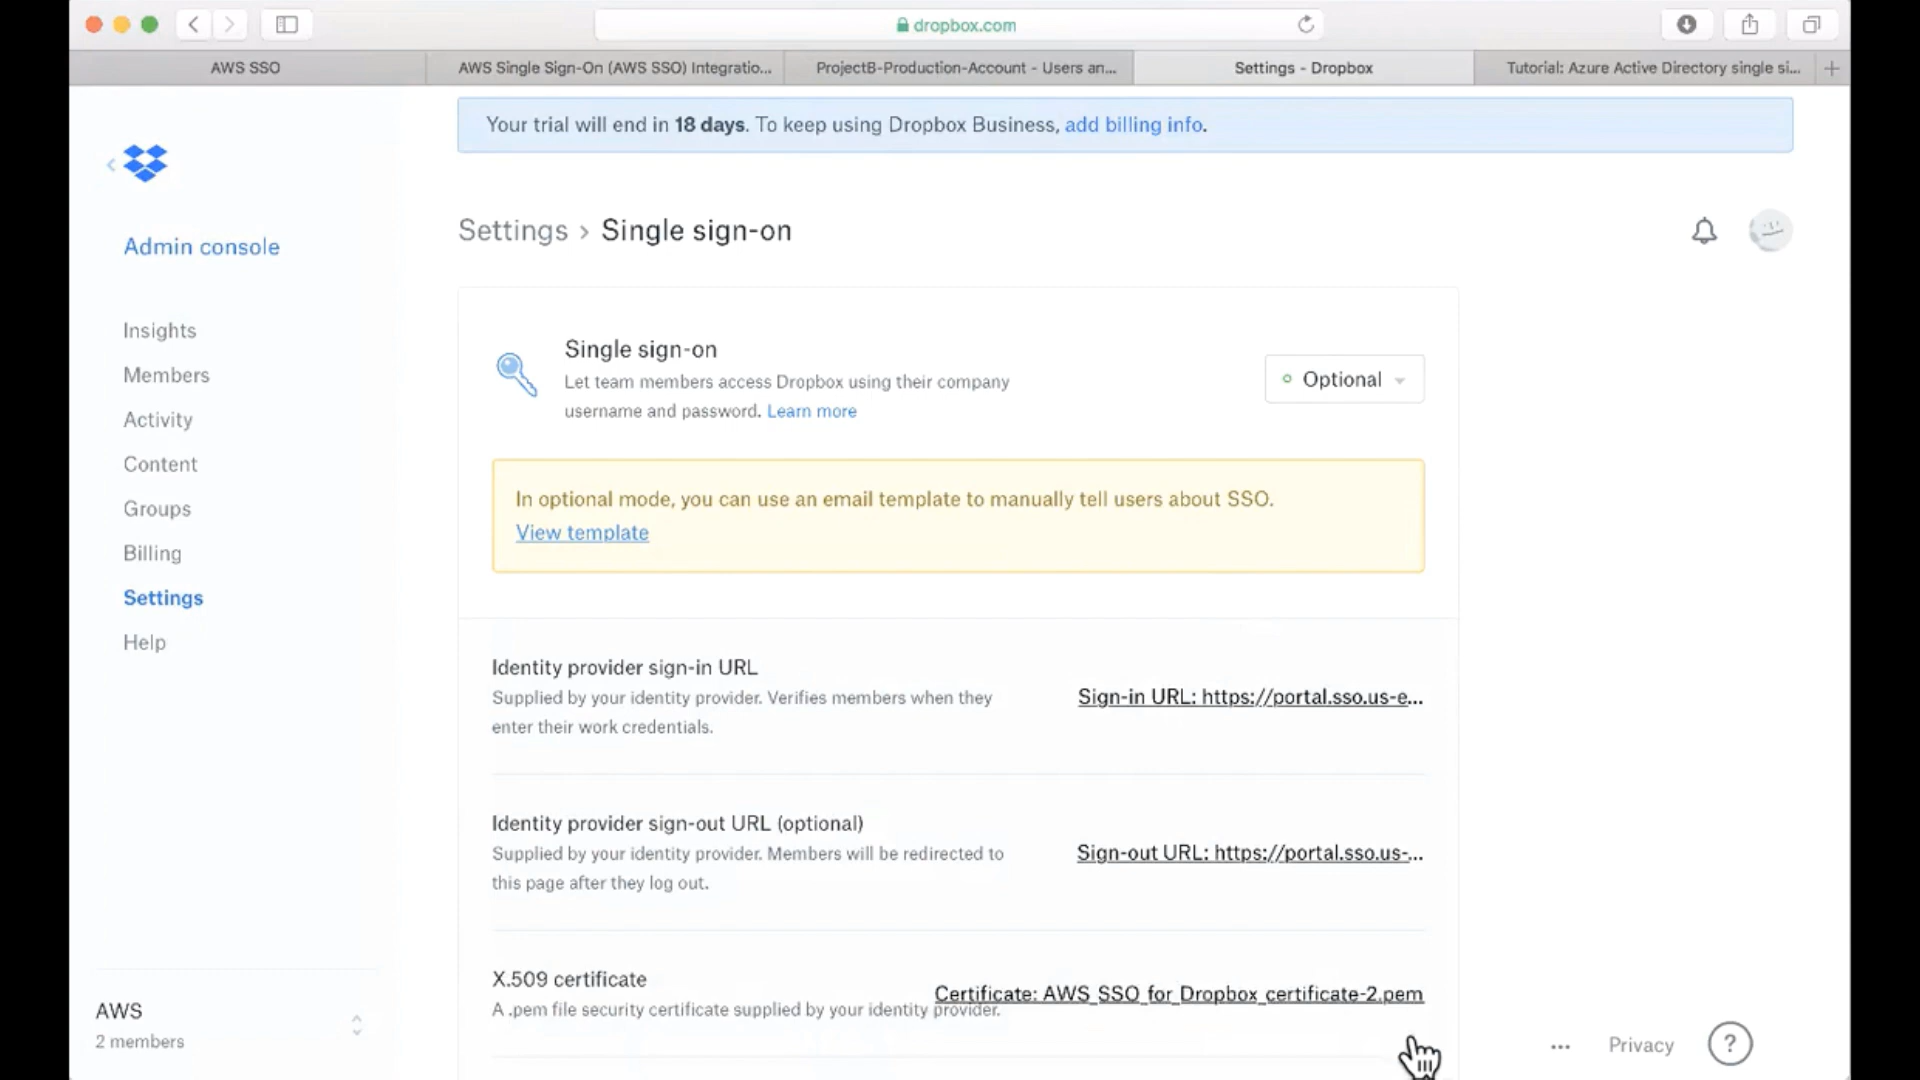 dropbox.com
AWS SSO
AWS Single Sign-On (AWS SSO) Integratio...
ProjectB-Production-Account - Users an...
Settings - Dropbox
Tutorial: Azure Active Directory single si...
Your trial will end in 18 days. To keep using Dropbox Business, add billing info.
Admin console
Insights
Members
Activity
Content
Groups
Billing
Settings
Help
AWS
2 members
Settings › Single sign-on
Single sign-on
Let team members access Dropbox using their company
username and password. Learn more
Optional
In optional mode, you can use an email template to manually tell users about SSO.
View template
Identity provider sign-in URL
Supplied by your identity provider. Verifies members when they
enter their work credentials.
Sign-in URL: https://portal.sso.us-e...
Identity provider sign-out URL (optional)
Supplied by your identity provider. Members will be redirected to
this page after they log out.
Sign-out URL: https://portal.sso.us-...
X.509 certificate
A .pem file security certificate supplied by your identity provider.
Certificate: AWS_SSO_for_Dropbox_certificate-2.pem
... Privacy ?